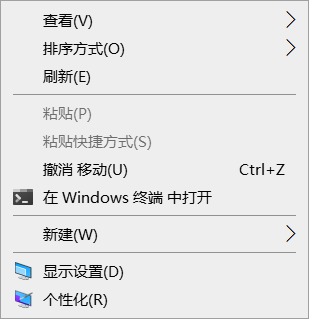 查看(V)
排序方式(O)
刷新(E)
粘贴(P)
粘贴快捷方式(S)
撤消 移动(U) Ctrl+Z
在 Windows 终端 中打开
新建(W)
显示设置(D)
个性化(R)